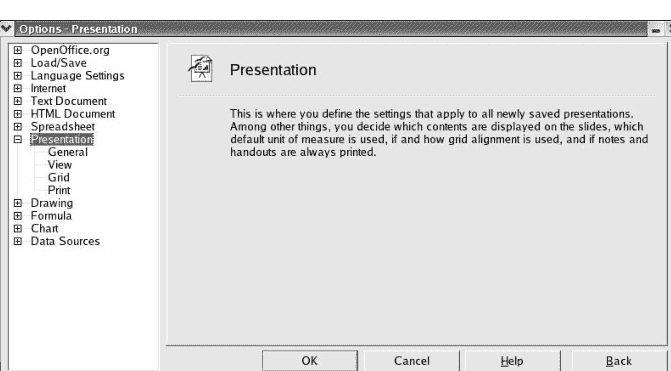 Options - Presentation
OpenOffice.org
Load/Save
Language Settings
Internet
Text Document
HTML Document
Spreadsheet
Presentation
General
View
Grid
Print
Drawing
Formula
Chart
Data Sources
Presentation
This is where you define the settings that apply to all newly saved presentations.
Among other things, you decide which contents are displayed on the slides, which
default unit of measure is used, if and how grid alignment is used, and if notes and
handouts are always printed.
OK
Cancel
Help
Back